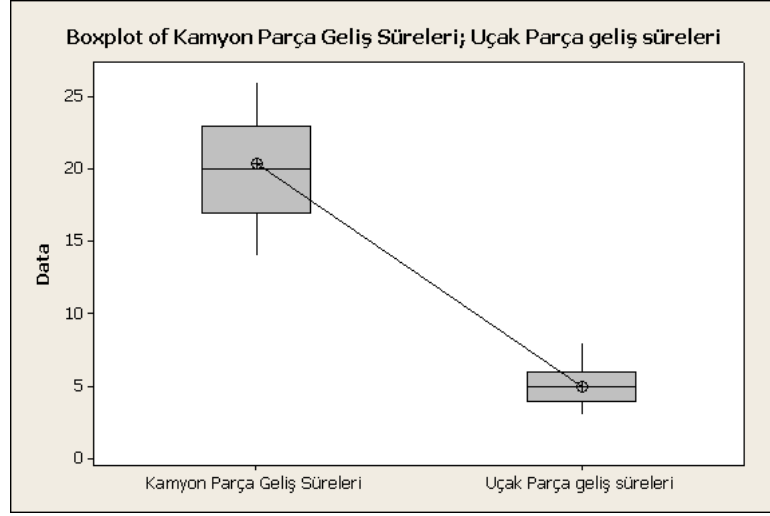 Boxplot of Kamyon Parça Geliş Süreleri; Uçak Parça geliş süreleri
25
20
15
10
5
0
Data
Kamyon Parça Geliş Süreleri
Uçak Parça geliş süreleri